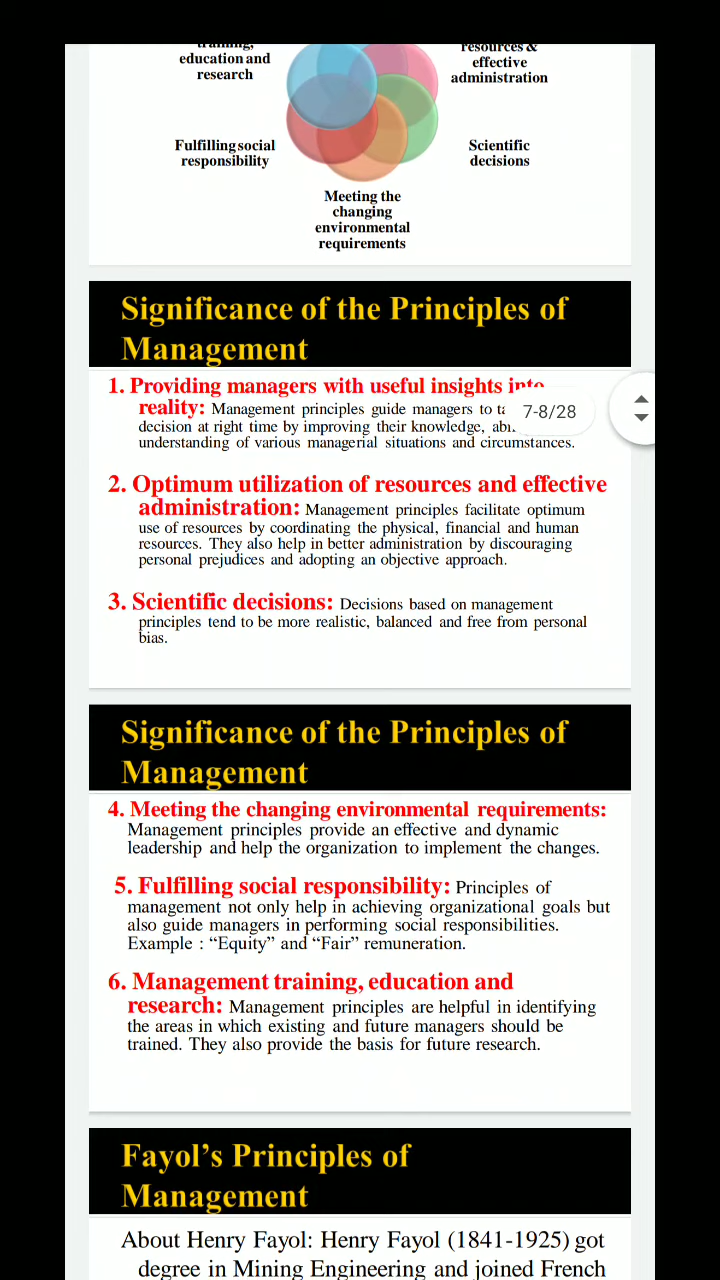 education and
research
resources &
effective
administration
Fulfilling social
responsibility
Scientific
decisions
Meeting the
changing
environmental
requirements
Significance of the Principles of
Management
1. Providing managers with useful insights into
reality: Management principles guide managers to
7-8/28
decision at right time by improving their knowledge,
understanding of various managerial situations and circumstances.
2. Optimum utilization of resources and effective
administration: Management principles facilitate optimum
use of resources by coordinating the physical, financial and human
resources. They also help in better administration by discouraging
personal prejudices and adopting an objective approach.
3. Scientific decisions: Decisions based on management
principles tend to be more realistic, balanced and free from personal
bias.
Significance of the Principles of
Management
4. Meeting the changing environmental requirements:
Management principles provide an effective and dynamic
leadership and help the organization to implement the changes.
5. Fulfilling social responsibility: Principles of
management not only help in achieving organizational goals but
also guide managers in performing social responsibilities.
Example : “Equity” and “Fair” remuneration.
6. Management training, education and
research: Management principles are helpful in identifying
the areas in which existing and future managers should be
trained. They also provide the basis for future research.
Fayol’s Principles of
Management
About Henry Fayol: Henry Fayol (1841-1925) got
degree in Mining Engineering and joined French